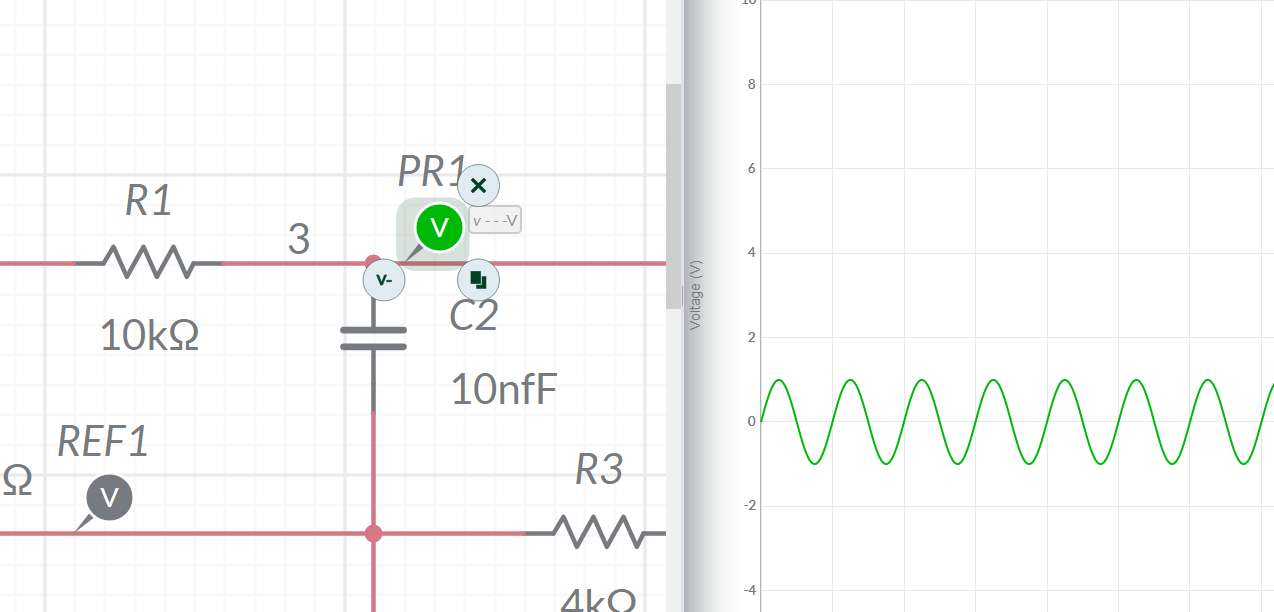 PR1
R1
3
V
v - - -V
V-
C2
10kΩ
10nfF
REF1
V
Ω
R3
4kΩ
10
8
6
4
2
0
-2
-4
Voltage (V)